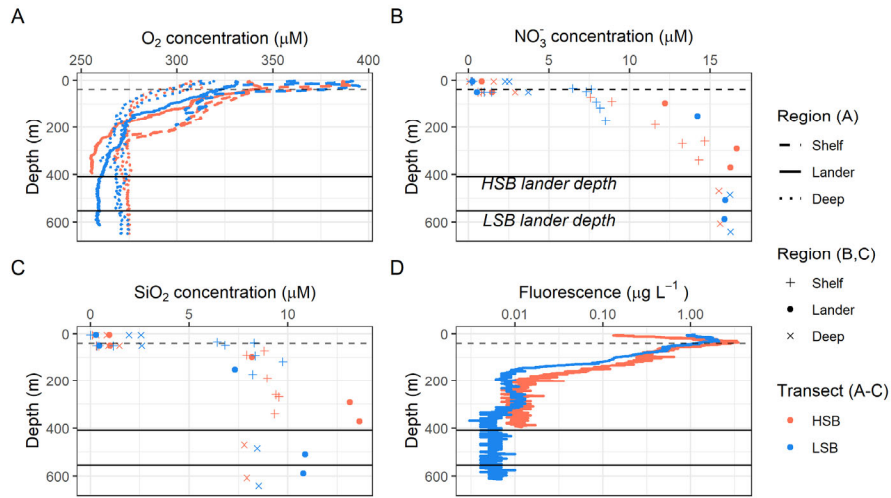 A
O₂ concentration (μM)
250 300 350 400
0
200
400
600
Depth (m)
B
NO₃⁻ concentration (μM)
0 5 10 15
0
200
400
600
Depth (m)
HSB lander depth
LSB lander depth
Region (A)
Shelf
Lander
Deep
Region (B,C)
Shelf
Lander
Deep
Transect (A-C)
HSB
LSB
C
SiO₂ concentration (μM)
0 5 10
0
200
400
600
Depth (m)
D
Fluorescence (μg L⁻¹ )
0.01 0.10 1.00
0
200
400
600
Depth (m)